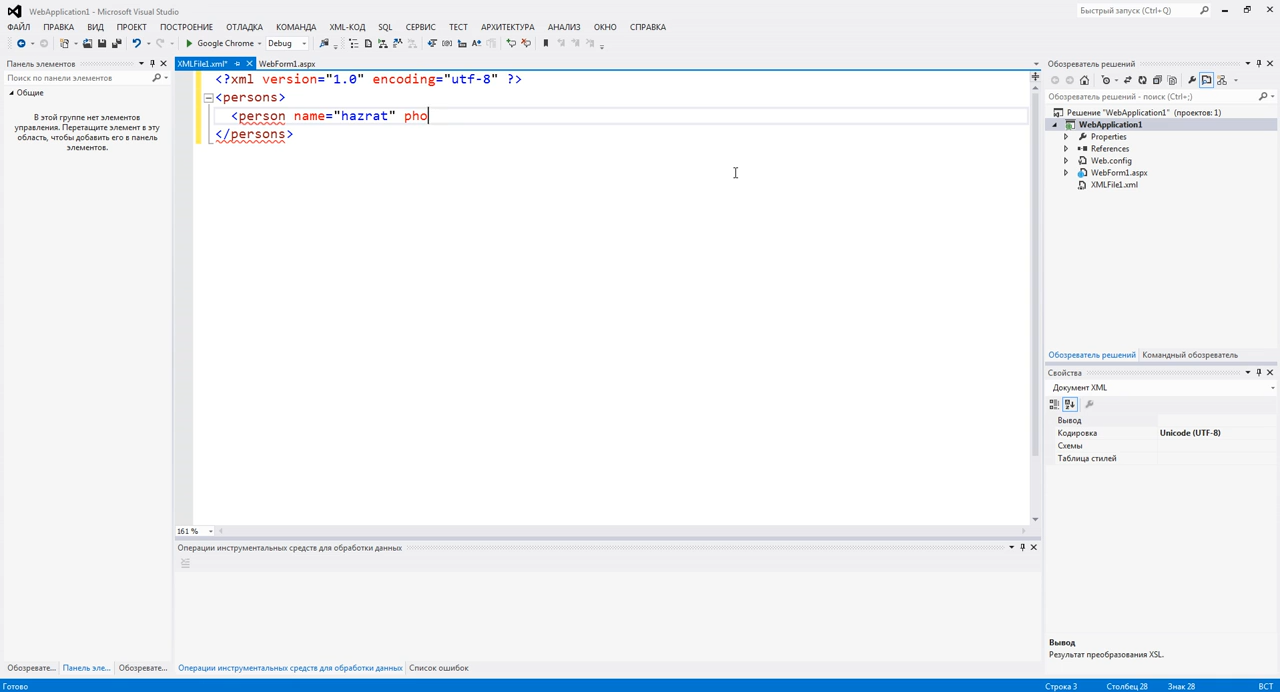 WebApplication1 - Microsoft Visual Studio
Быстрый запуск (Ctrl+Q)
ФАЙЛ ПРАВКА ВИД ПРОЕКТ ПОСТРОЕНИЕ ОТЛАДКА КОМАНДА XML-КОД SQL СЕРВИС ТЕСТ АРХИТЕКТУРА АНАЛИЗ ОКНО СПРАВКА
Google Chrome Debug
Панель элементов
Поиск по панели элементов
Общие
В этой группе нет элементов
управления. Перетащите элемент в эту
область, чтобы добавить его в панель
элементов.
XMLFile1.xml* WebForm1.aspx
<?xml version="1.0" encoding="utf-8" ?>
<persons>
<person name="hazrat" pho
</persons>
161 %
Операции инструментальных средств для обработки данных
Обозреватель решений
Обозреватель решений - поиск (Ctrl+;)
Решение "WebApplication1" (проектов: 1)
WebApplication1
Properties
References
Web.config
WebForm1.aspx
XMLFile1.xml
Обозреватель решений Командный обозреватель
Свойства
Документ XML
Вывод
Кодировка Unicode (UTF-8)
Схемы
Таблица стилей
Вывод
Результат преобразования XSL.
Обозревате... Панель эле... Обозревате... Операции инструментальных средств для обработки данных Список ошибок
Готово Строка 3 Столбец 28 Знак 28 ВСТ